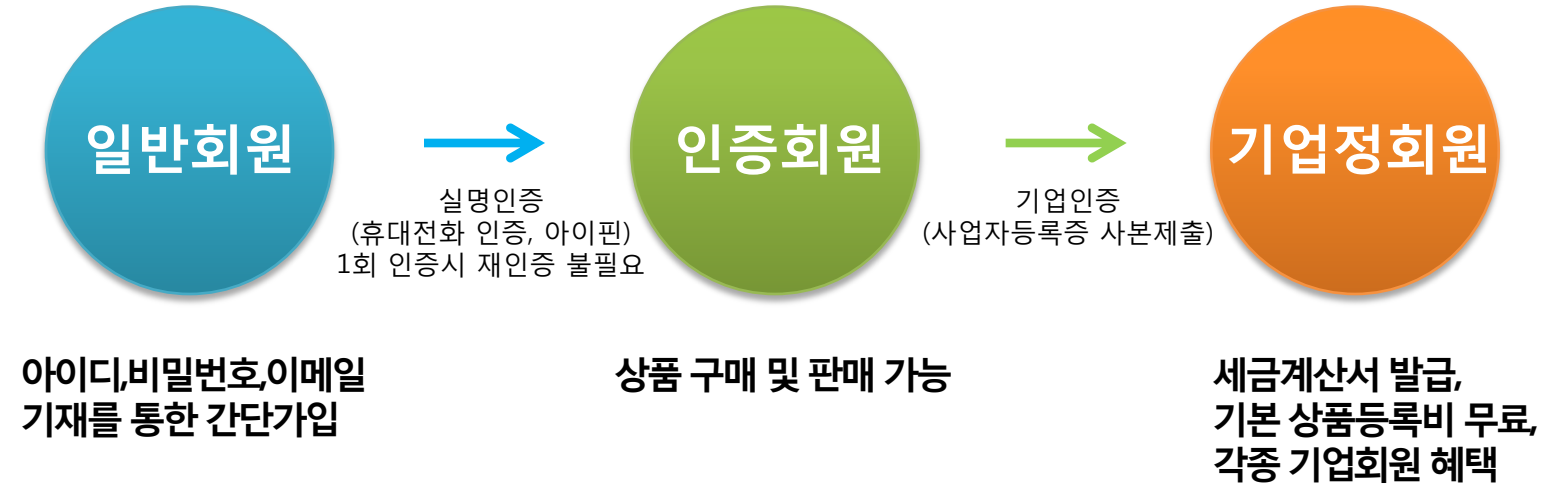 일반회원
실명인증
(휴대전화 인증, 아이핀)
1회 인증시 재인증 불필요
인증회원
기업인증
(사업자등록증 사본제출)
기업정회원
아이디,비밀번호,이메일
기재를 통한 간단가입
상품 구매 및 판매 가능
세금계산서 발급,
기본 상품등록비 무료,
각종 기업회원 혜택